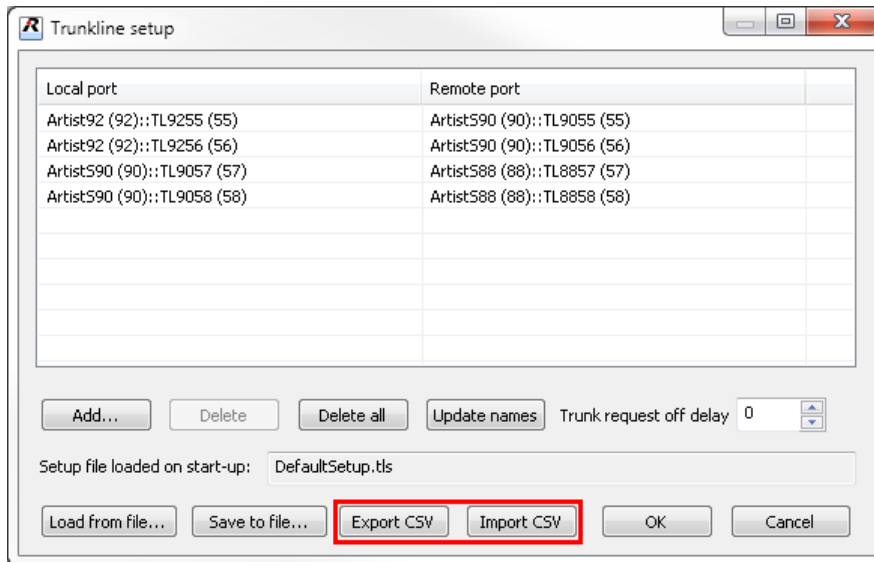 Trunkline setup
Local port Remote port
Artist92 (92)::TL9255 (55) ArtistS90 (90)::TL9055 (55)
Artist92 (92)::TL9256 (56) ArtistS90 (90)::TL9056 (56)
ArtistS90 (90)::TL9057 (57) ArtistS88 (88)::TL8857 (57)
ArtistS90 (90)::TL9058 (58) ArtistS88 (88)::TL8858 (58)
Add... Delete Delete all Update names Trunk request off delay 0
Setup file loaded on start-up: DefaultSetup.tls
Load from file... Save to file... Export CSV Import CSV OK Cancel